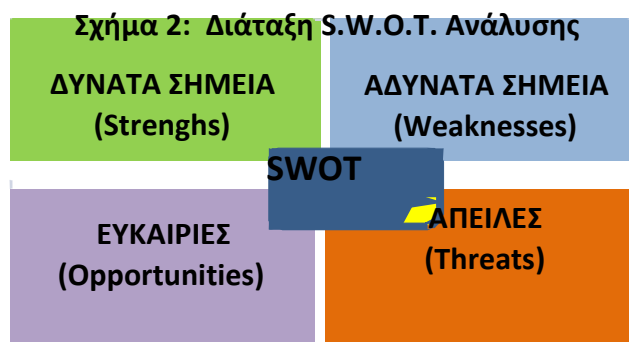 Σχήμα 2: Διάταξη S.W.O.T. Ανάλυσης
ΔΥΝΑΤΑ ΣΗΜΕΙΑ
(Strenghs)
ΑΔΥΝΑΤΑ ΣΗΜΕΙΑ
(Weaknesses)
SWOT
ΕΥΚΑΙΡΙΕΣ
(Opportunities)
ΑΠΕΙΛΕΣ
(Threats)